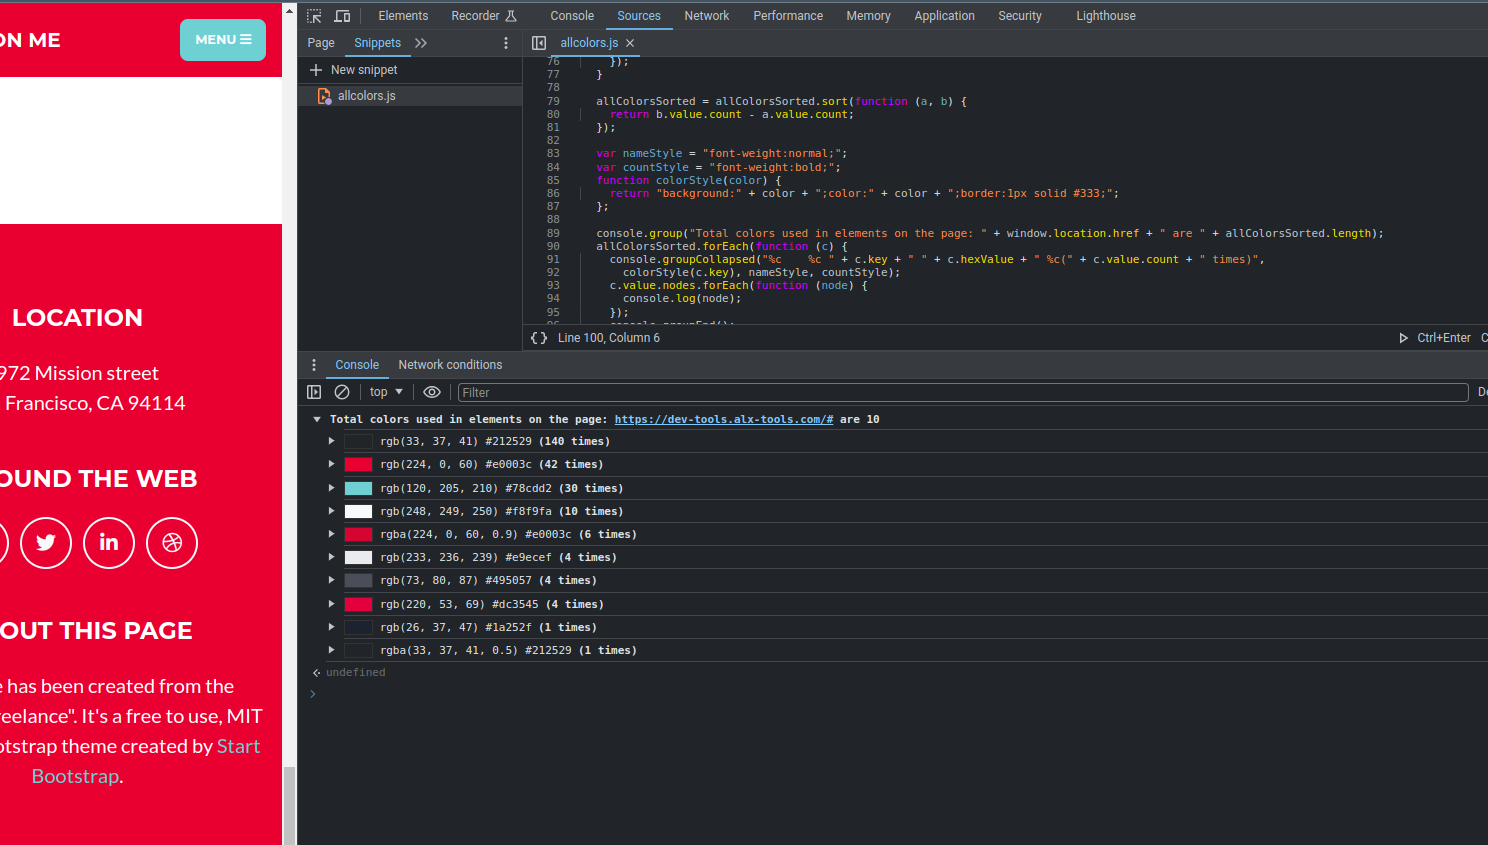 ON ME
MENU
LOCATION
972 Mission street
Francisco, CA 94114
OUND THE WEB
OUT THIS PAGE
has been created from the
reelance". It's a free to use, MIT
otstrap theme created by Start
Bootstrap.
Elements Recorder Console Sources Network Performance Memory Application Security Lighthouse
Page Snippets
allcolors.js
New snippet
allcolors.js
76 });
77 }
78
79 allColorsSorted = allColorsSorted.sort(function (a, b) {
80 return b.value.count - a.value.count;
81 });
82
83 var nameStyle = "font-weight:normal;";
84 var countStyle = "font-weight:bold;";
85 function colorStyle(color) {
86 return "background:" + color + ";color:" + color + ";border:1px solid #333;";
87 };
88
89 console.group("Total colors used in elements on the page: " + window.location.href + " are " + allColorsSorted.length);
90 allColorsSorted.forEach(function (c) {
91 console.groupCollapsed("%c    %c " + c.key + " " + c.hexValue + " %c(" + c.value.count + " times)",
92 colorStyle(c.key), nameStyle, countStyle);
93 c.value.nodes.forEach(function (node) {
94 console.log(node);
95 });
{} Line 100, Column 6 Ctrl+Enter
Console Network conditions
top Filter
Total colors used in elements on the page: https://dev-tools.alx-tools.com/# are 10
rgb(33, 37, 41) #212529 (140 times)
rgb(224, 0, 60) #e0003c (42 times)
rgb(120, 205, 210) #78cdd2 (30 times)
rgb(248, 249, 250) #f8f9fa (10 times)
rgba(224, 0, 60, 0.9) #e0003c (6 times)
rgb(233, 236, 239) #e9ecef (4 times)
rgb(73, 80, 87) #495057 (4 times)
rgb(220, 53, 69) #dc3545 (4 times)
rgb(26, 37, 47) #1a252f (1 times)
rgba(33, 37, 41, 0.5) #212529 (1 times)
undefined